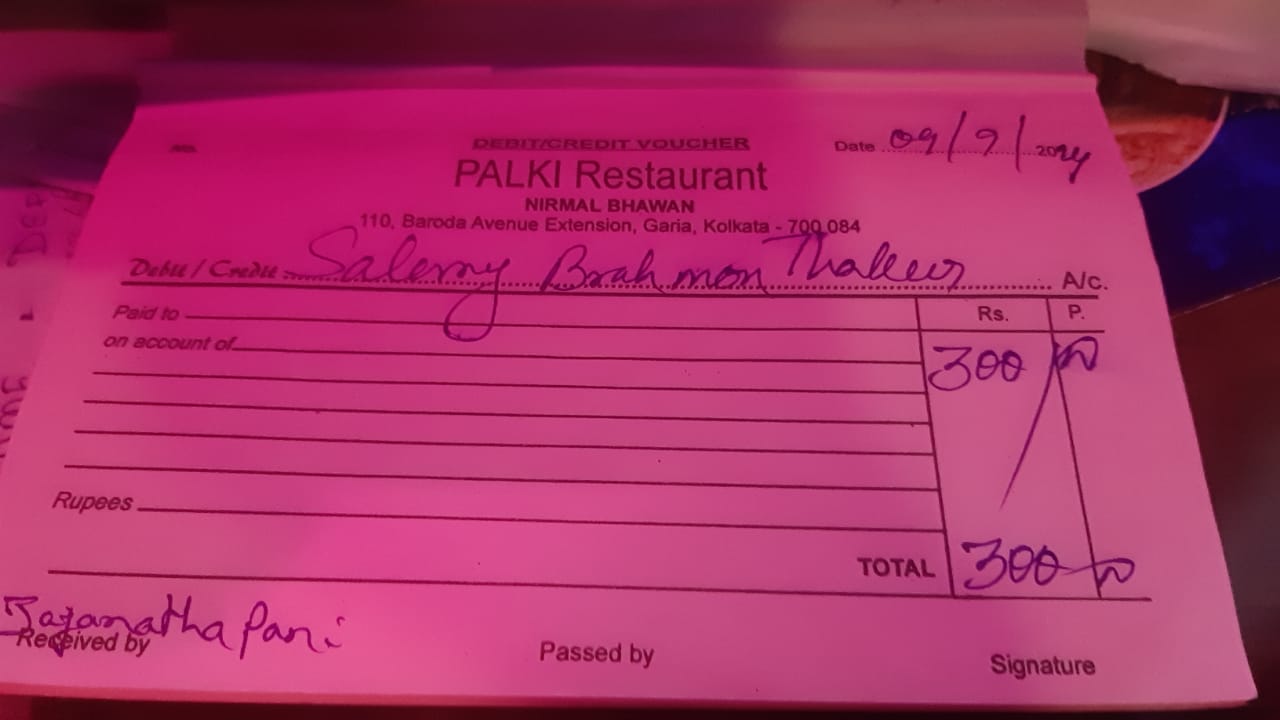 DEBIT/CREDIT VOUCHER
Date 09/9/2024
PALKI Restaurant
NIRMAL BHAWAN
110, Baroda Avenue Extension, Garia, Kolkata - 700 084
Debit / Credit : Salery Brahmon Thakur A/c.
Paid to Rs. P.
on account of 300 00
Rupees
TOTAL 300 00
Jaganatha Pani
Received by Passed by Signature